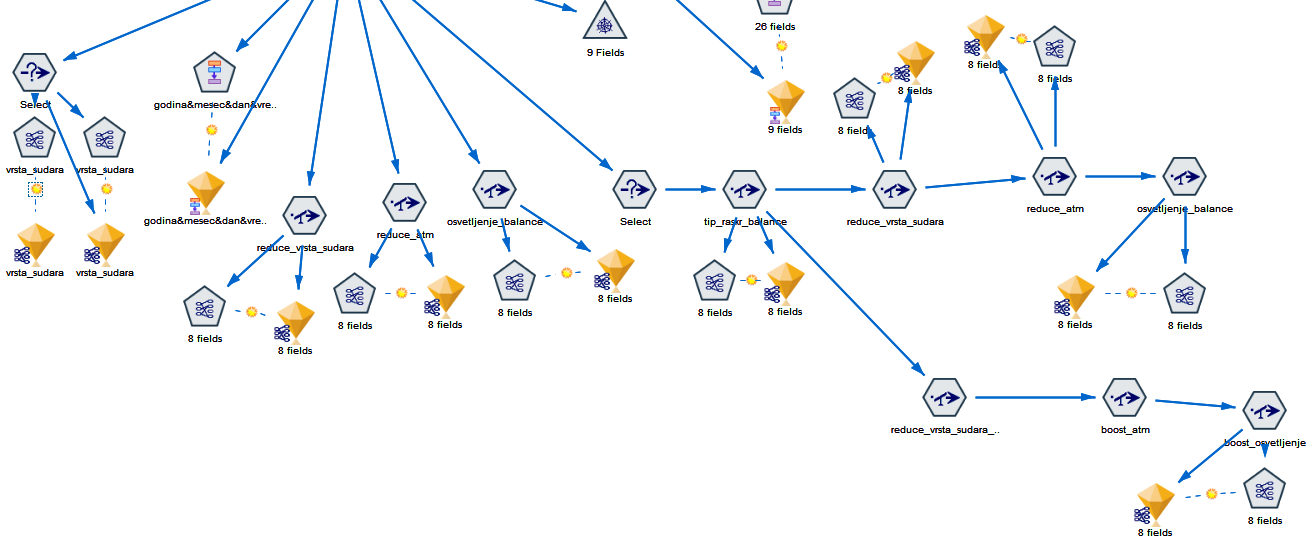 26 fields
9 Fields
8 fields
8 fields
8 fields
Select
godina&mesec&dan&vre..
9 fields
8 fields
vrsta_sudara
vrsta_sudara
godina&mesec&dan&vre..
reduce_vrsta_sudara
reduce_atm
osvetljenje_balance
Select
tip_raskr_balance
reduce_vrsta_sudara
reduce_atm
osvetljenje_balance
vrsta_sudara
vrsta_sudara
8 fields
8 fields
8 fields
8 fields
8 fields
8 fields
8 fields
8 fields
8 fields
8 fields
reduce_vrsta_sudara_..
boost_atm
boost_osvetljenje
8 fields
8 fields